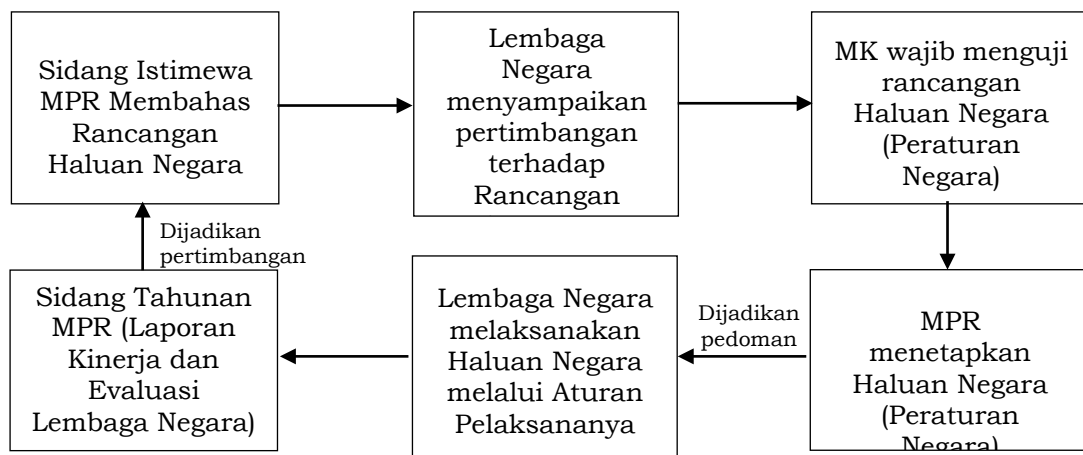 Sidang Istimewa
MPR Membahas
Rancangan
Haluan Negara
Lembaga
Negara
menyampaikan
pertimbangan
terhadap
Rancangan
MK wajib menguji
rancangan
Haluan Negara
(Peraturan
Negara)
Dijadikan
pertimbangan
Sidang Tahunan
MPR (Laporan
Kinerja dan
Evaluasi
Lembaga Negara)
Lembaga Negara
melaksanakan
Haluan Negara
melalui Aturan
Pelaksananya
Dijadikan
pedoman
MPR
menetapkan
Haluan Negara
(Peraturan
Negara)